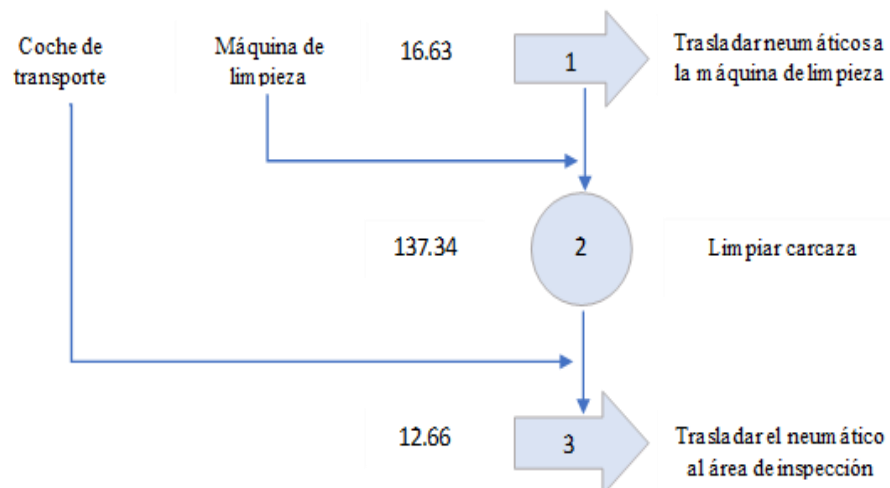 Coche de
transporte
Máquina de
limpieza
16.63
1
Trasladar neumáticos a
la máquina de limpieza
137.34
2
Limpiar carcaza
12.66
3
Trasladar el neumático
al área de inspección